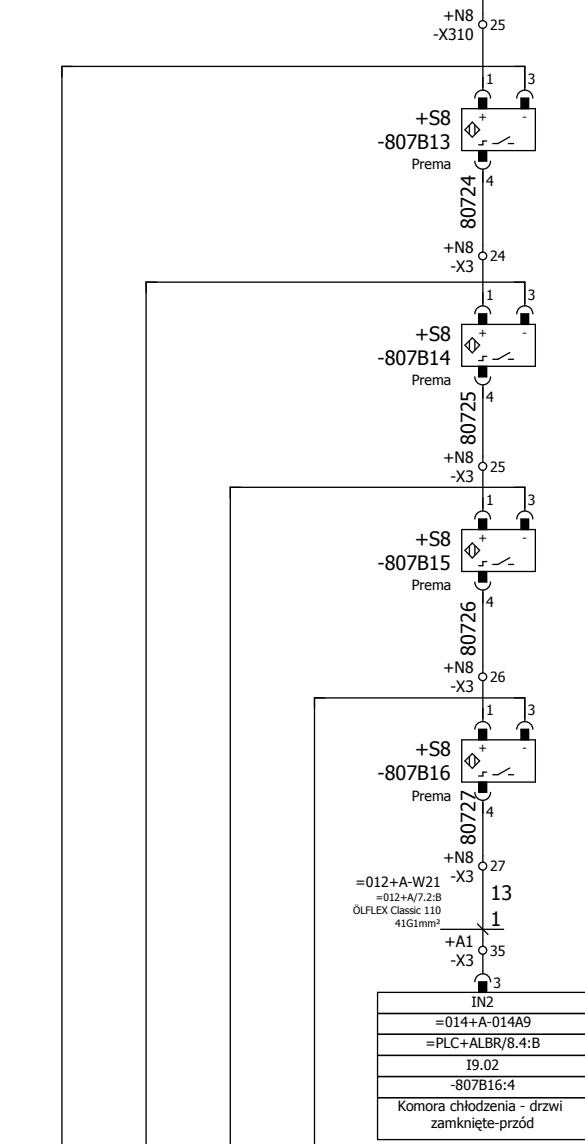 +N8
-X310
25
1
3
+S8
-807B13
Prema
+ -
4
80724
+N8
-X3
24
1
3
+S8
-807B14
Prema
+ -
4
80725
+N8
-X3
25
1
3
+S8
-807B15
Prema
+ -
4
80726
+N8
-X3
26
1
3
+S8
-807B16
Prema
+ -
4
80727
+N8
-X3
27
=012+A-W21
=012+A/7.2:B
ÖLFLEX Classic 110
41G1mm²
13
1
+A1
-X3
35
3
IN2
=014+A-014A9
=PLC+ALBR/8.4:B
I9.02
-807B16:4
Komora chłodzenia - drzwi
zamknięte-przód